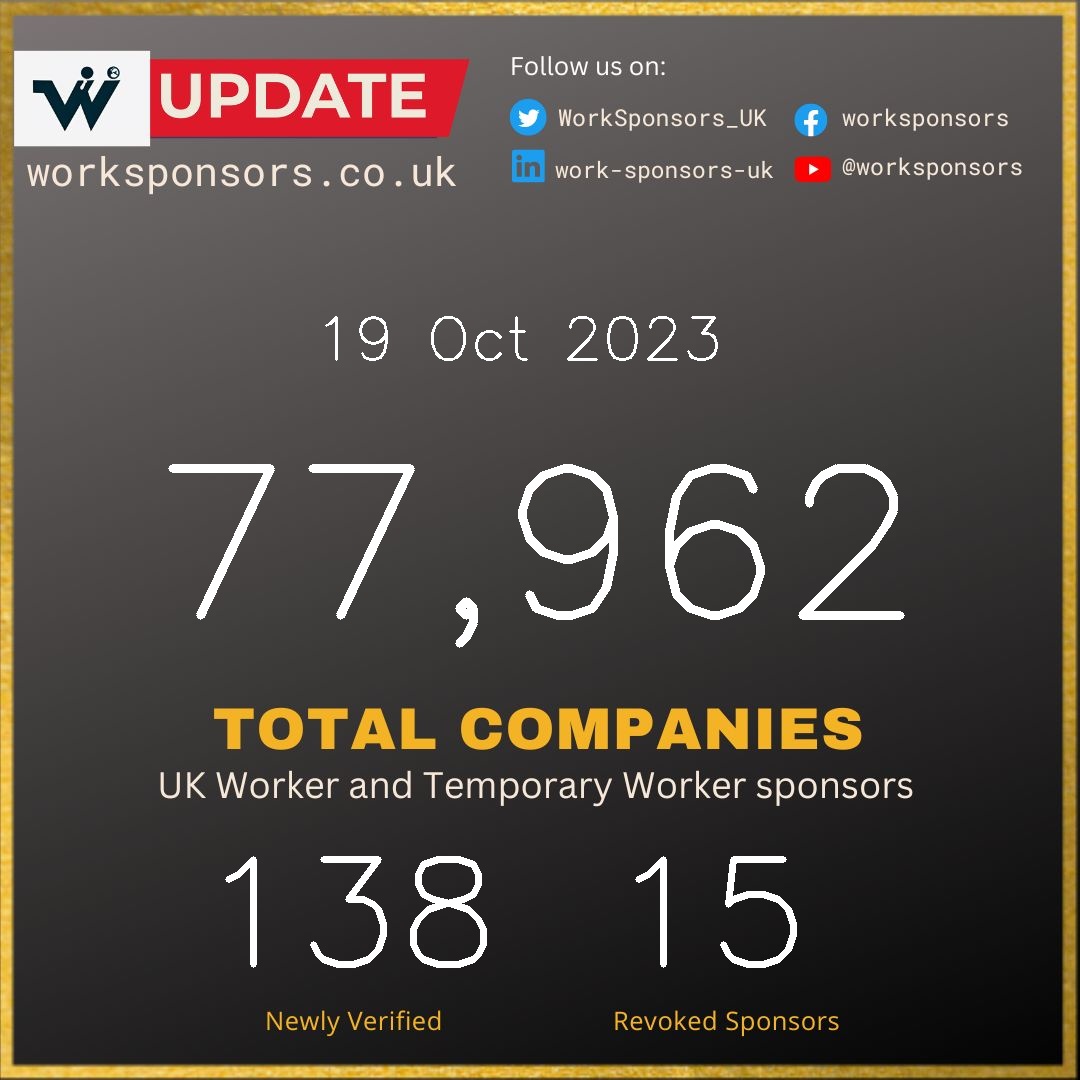 UPDATE
worksponsors.co.uk
Follow us on:
WorkSponsors_UK
worksponsors
work-sponsors-uk
@worksponsors
19 Oct 2023
77,962
TOTAL COMPANIES
UK Worker and Temporary Worker sponsors
138
15
Newly Verified
Revoked Sponsors